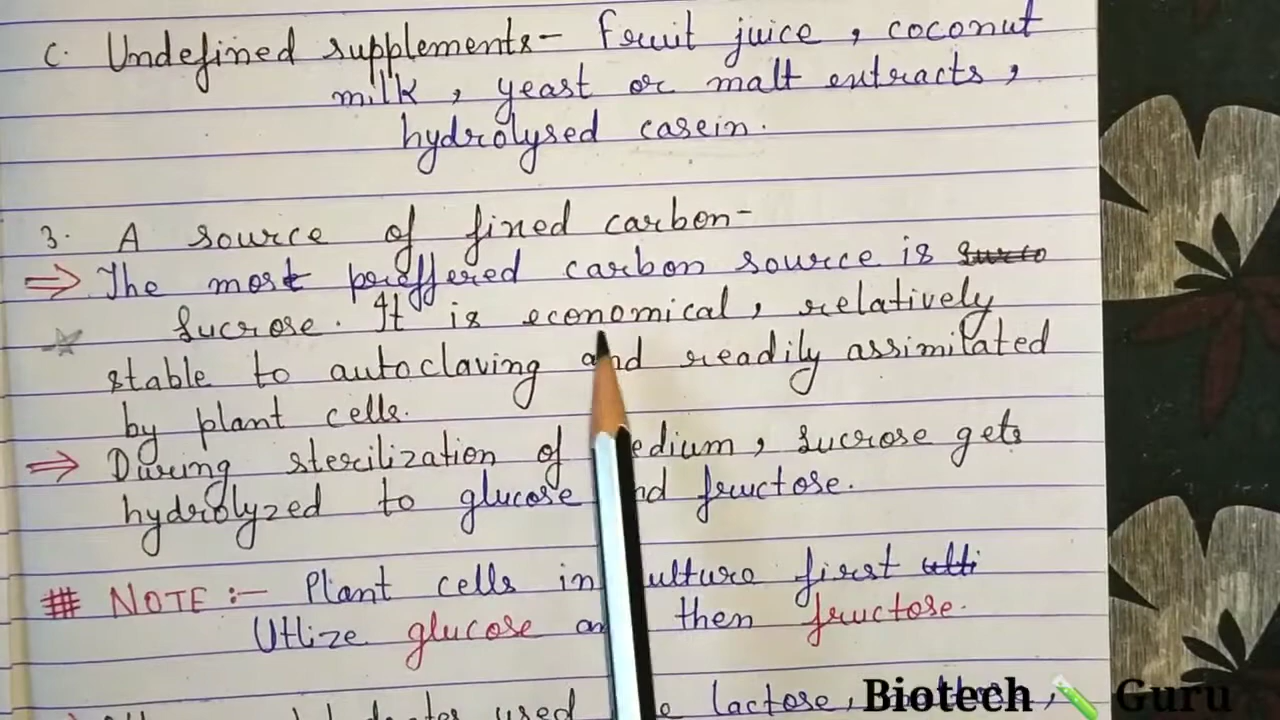 C. Undefined supplements- Fruit juice, coconut
milk, yeast or malt extracts,
hydrolysed casein.
3. A source of fixed carbon-
⇒ The most preffered carbon source is
Sucrose. It is economical, relatively
stable to autoclaving and readily assimilated
by plant cells.
⇒ During sterilization of medium, sucrose gets
hydrolyzed to glucose and fructose.
# NOTE:- Plant cells in culture first
Utlize glucose and then fructose.
used lactose,
Biotech Guru